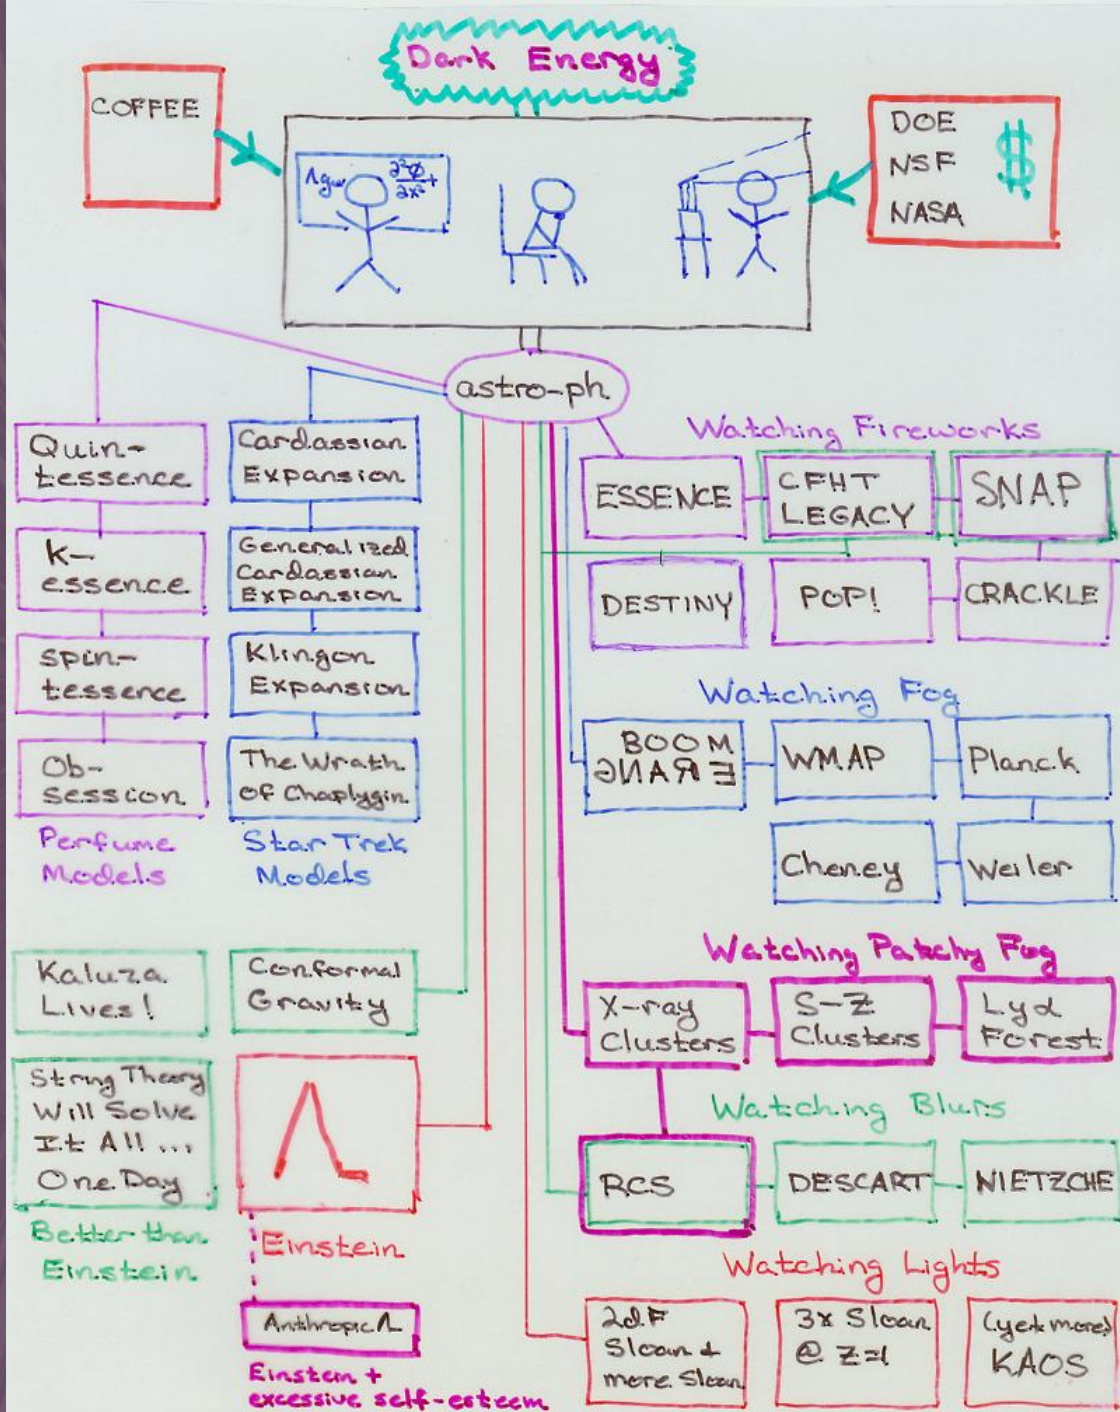 Dark Energy
COFFEE
DOE
NSF
NASA
$
Λgμν
∂²φ
∂x² +
astro-ph
Quin-
tessence
k-
essence
spin-
tessence
Ob-
session
Perfume
Models
Cardassian
Expansion
Generalized
Cardassian
Expansion
Klingon
Expansion
The Wrath
Of Chaplygin
Star Trek
Models
Kaluza
Lives!
Conformal
Gravity
String Theory
Will Solve
It All ...
One Day
Better than
Einstein
Λ
Einstein
Anthropic Λ
Einstein +
excessive self-esteem
Watching Fireworks
ESSENCE
CFHT
LEGACY
SNAP
DESTINY
POP!
CRACKLE
Watching Fog
BOOM
ERANG
WMAP
Planck
Cheney
Weiler
Watching Patchy Fog
X-ray
Clusters
S-Z
Clusters
Lyα
Forest
Watching Blurs
RCS
DESCART
NIETZCHE
Watching Lights
2dF
Sloan +
more Sloan
3x Sloan
@ z=1
(yet more)
KAOS